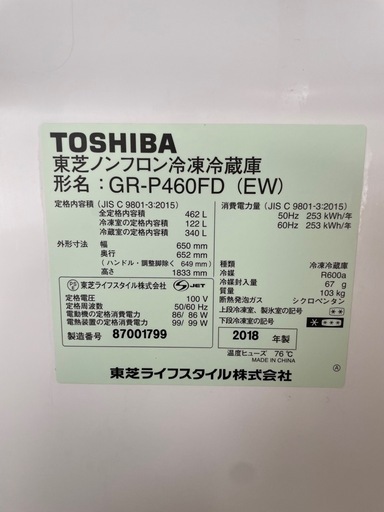 TOSHIBA
東芝ノンフロン冷凍冷蔵庫
形名：GR-P460FD（EW）
定格内容積（JIS C 9801-3:2015）
全定格内容積 462 L
冷凍室の定格内容積 122 L
冷蔵室の定格内容積 340 L
外形寸法 幅 650 mm
奥行 652 mm
（ハンドル・調整脚除く 649 mm）
高さ 1833 mm
東芝ライフスタイル株式会社 S JET
定格電圧 100 V
定格周波数 50/60 Hz
電動機の定格消費電力 86/ 86 W
電熱装置の定格消費電力 99/ 99 W
製造番号 87001799
消費電力量（JIS C 9801-3:2015）
50Hz 253 kWh/年
60Hz 253 kWh/年
種類 冷凍冷蔵庫
冷媒 R600a
冷媒封入量 67 g
質量 103 kg
断熱発泡ガス シクロペンタン
上段冷凍室、製氷室の記号
下段冷凍室の記号
2018 年製
温度ヒューズ 76℃
東芝ライフスタイル株式会社
Ⓐ